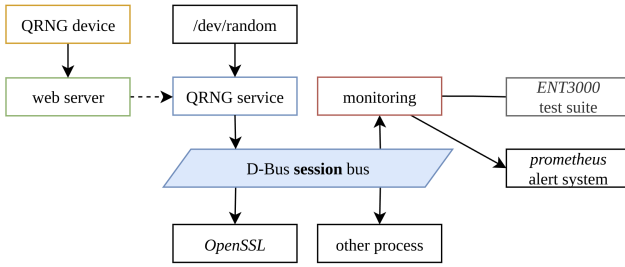 QRNG device
/dev/random
web server
QRNG service
monitoring
ENT3000
test suite
D-Bus session bus
prometheus
alert system
OpenSSL
other process